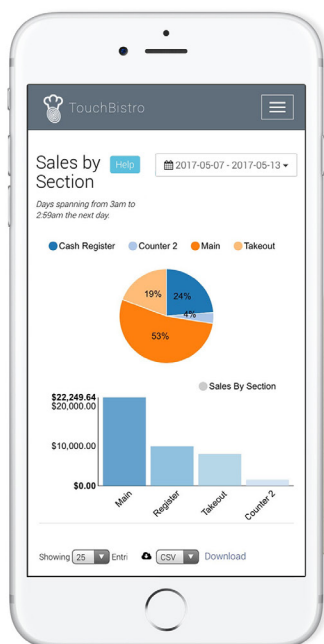 TouchBistro
Sales by
Section
Help
2017-05-07 - 2017-05-13
Days spanning from 3am to
2:59am the next day.
Cash Register Counter 2 Main Takeout
19%
24%
4%
53%
Sales By Section
$22,249.64
$20,000.00
$10,000.00
$0.00
Main
Register
Takeout
Counter 2
Showing 25 Entri CSV Download